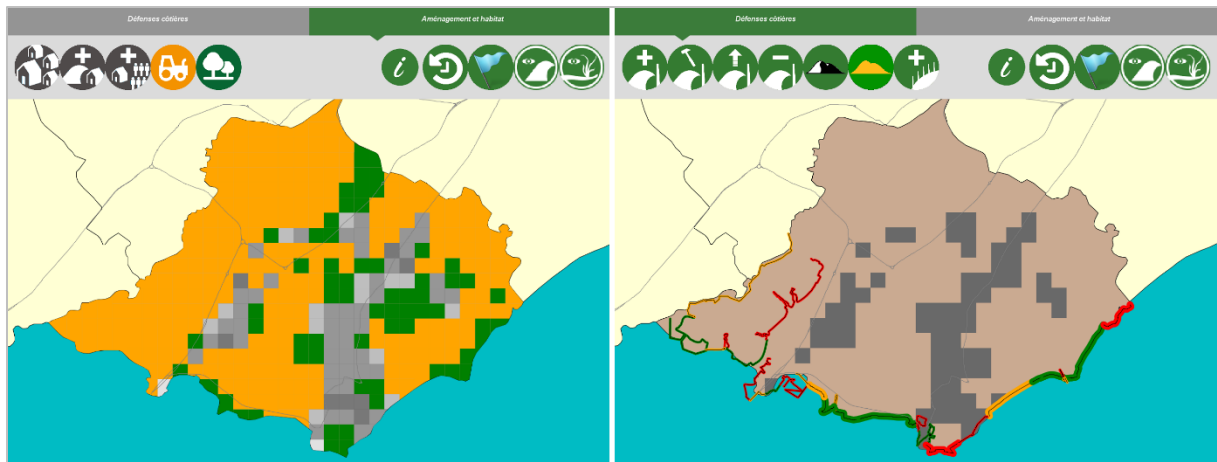 Défenses côtières
Aménagement et habitat
i
i
Défenses côtières
Aménagement et habitat